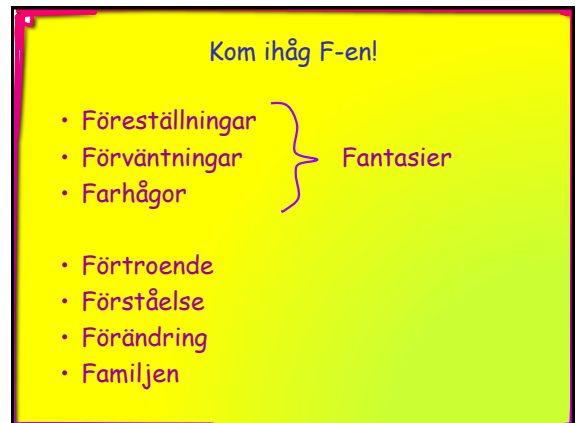 Kom ihåg F-en!
• Föreställningar
• Förväntningar
Fantasier
• Farhågor
• Förtroende
• Förståelse
• Förändring
• Familjen